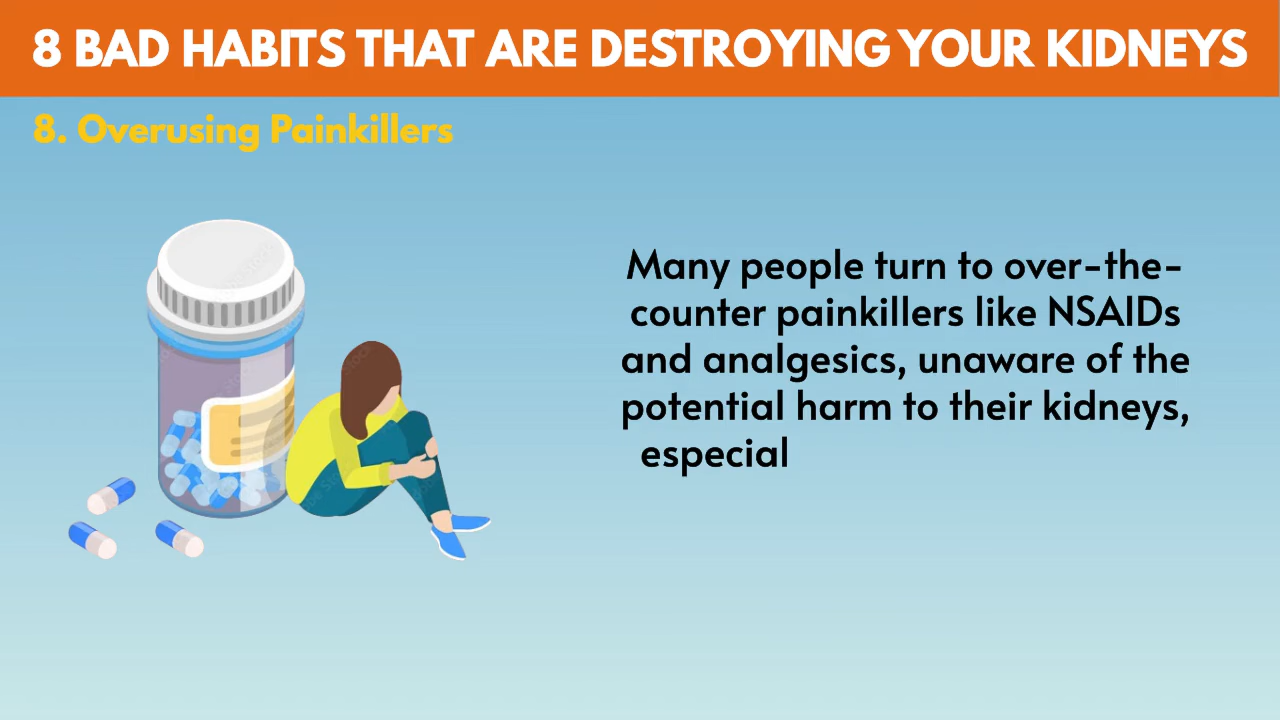 8 BAD HABITS THAT ARE DESTROYING YOUR KIDNEYS
8. Overusing Painkillers
Many people turn to over-the-
counter painkillers like NSAIDs
and analgesics, unaware of the
potential harm to their kidneys,
especial